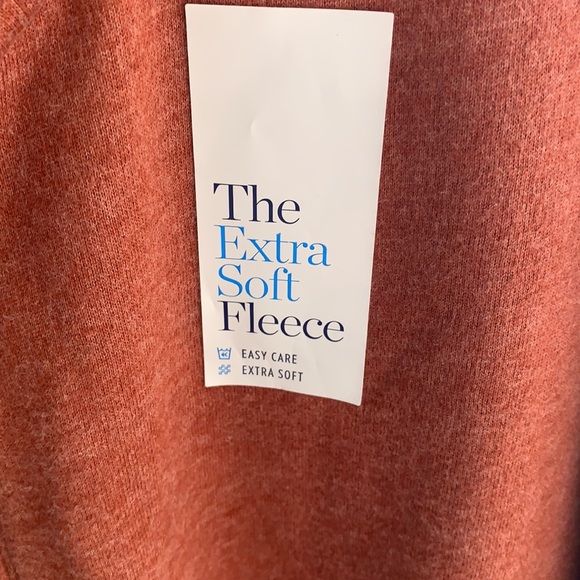 The
Extra
Soft
Fleece
EASY CARE
EXTRA SOFT